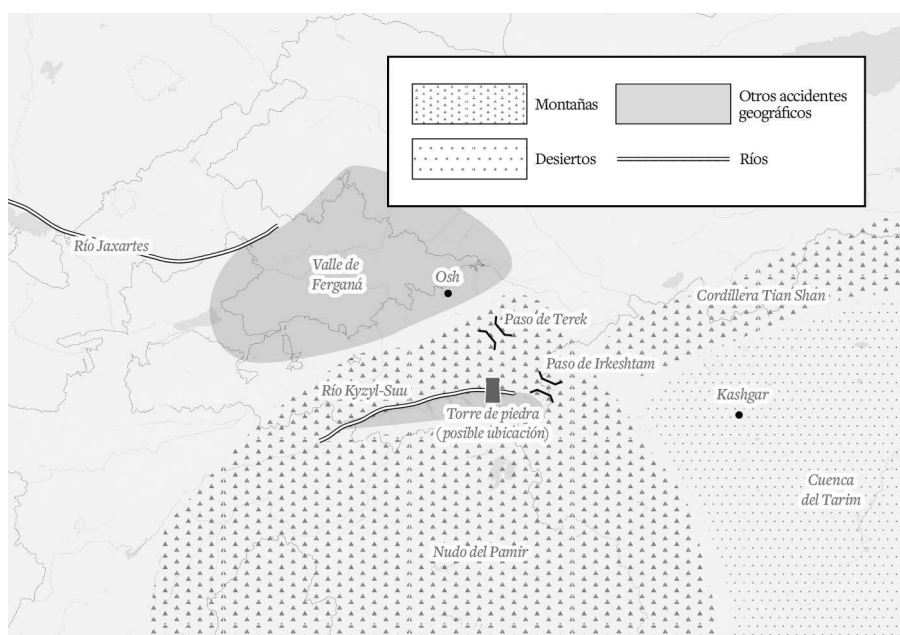 Montañas
Otros accidentes
geográficos
Desiertos
Ríos
Río Jaxartes
Valle de
Ferganá
Osh
Cordillera Tian Shan
Paso de Terek
Paso de Irkeshtam
Río Kyzyl-Suu
Kashgar
Torre de piedra
(posible ubicación)
Cuenca
del Tarim
Nudo del Pamir